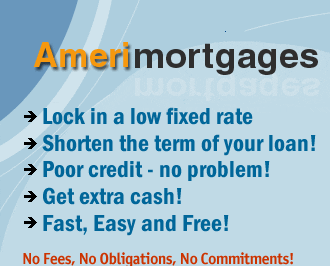 Amerimortgages
Lock in a low fixed rate
Shorten the term of your loan!
Poor credit - no problem!
Get extra cash!
Fast, Easy and Free!
No Fees, No Obligations, No Commitments!